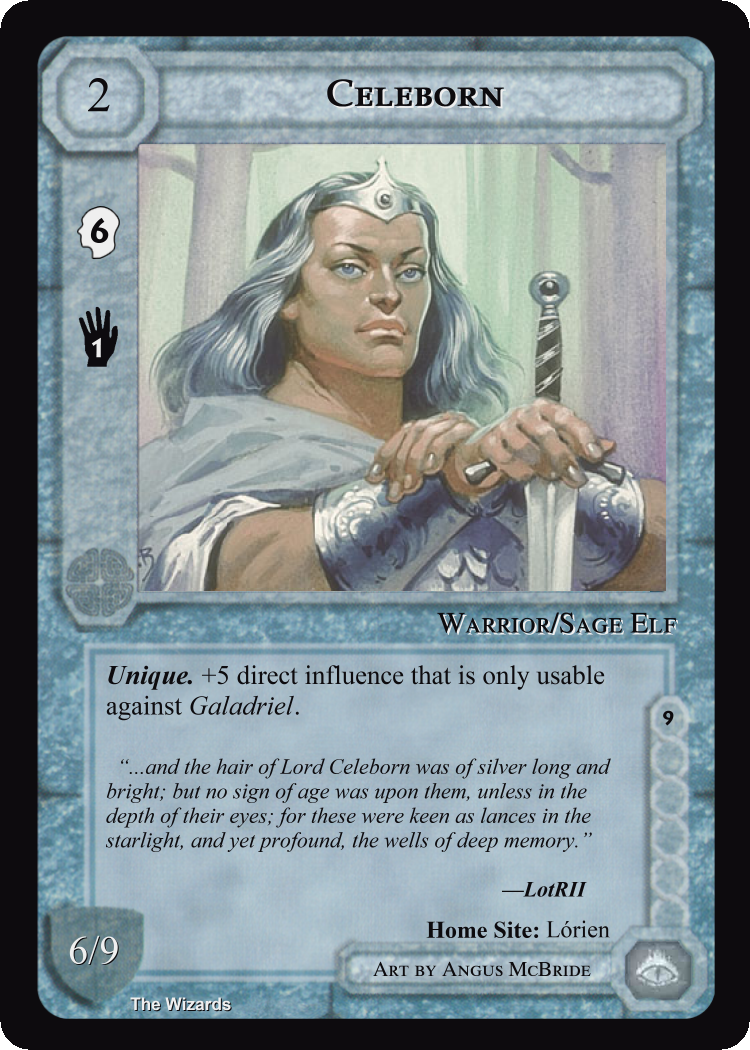 2
Celeborn
6
1
Warrior/Sage Elf
Unique. +5 direct influence that is only usable
against Galadriel.
9
“...and the hair of Lord Celeborn was of silver long and
bright; but no sign of age was upon them, unless in the
depth of their eyes; for these were keen as lances in the
starlight, and yet profound, the wells of deep memory.”
—LotRII
Home Site: Lórien
6/9
Art by Angus McBride
The Wizards